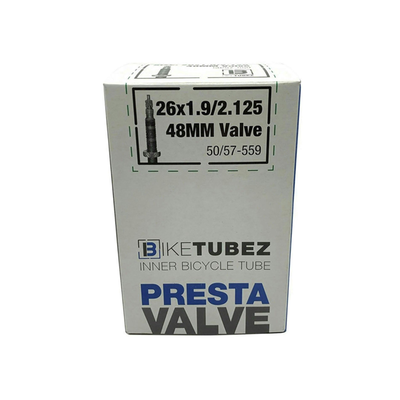 26x1.9/2.125
48MM Valve
50/57-559
BIKETUBEZ
INNER BICYCLE TUBE
PRESTA
VALVE